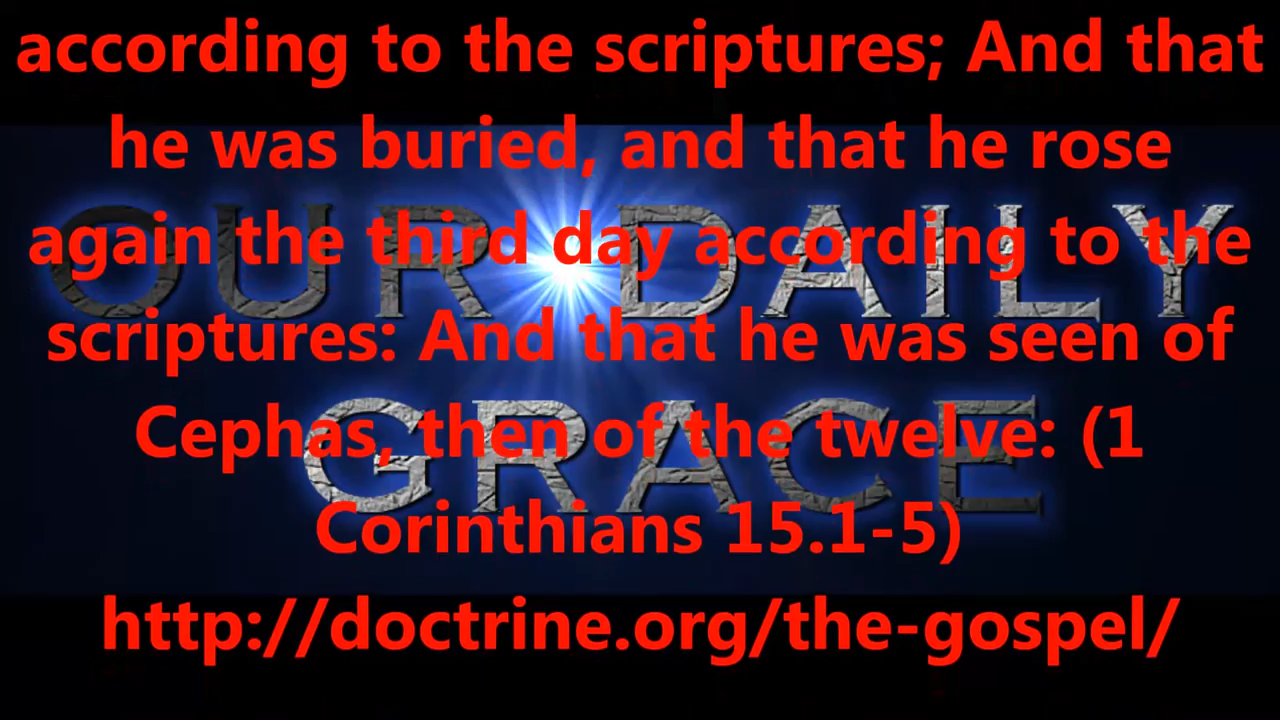 according to the scriptures; And that
he was buried, and that he rose
again the third day according to the
scriptures: And that he was seen of
Cephas, then of the twelve: (1
Corinthians 15.1-5)
http://doctrine.org/the-gospel/
OUR DAILY
GRACE